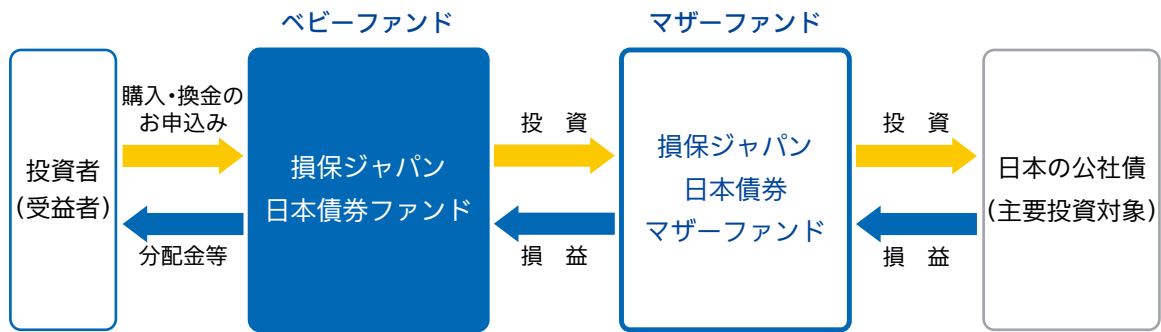 ベビーファンド
マザーファンド
投資者
(受益者)
購入・換金の
お申込み
分配金等
損保ジャパン
日本債券ファンド
投 資
損 益
損保ジャパン
日本債券
マザーファンド
投 資
損 益
日本の公社債
(主要投資対象)